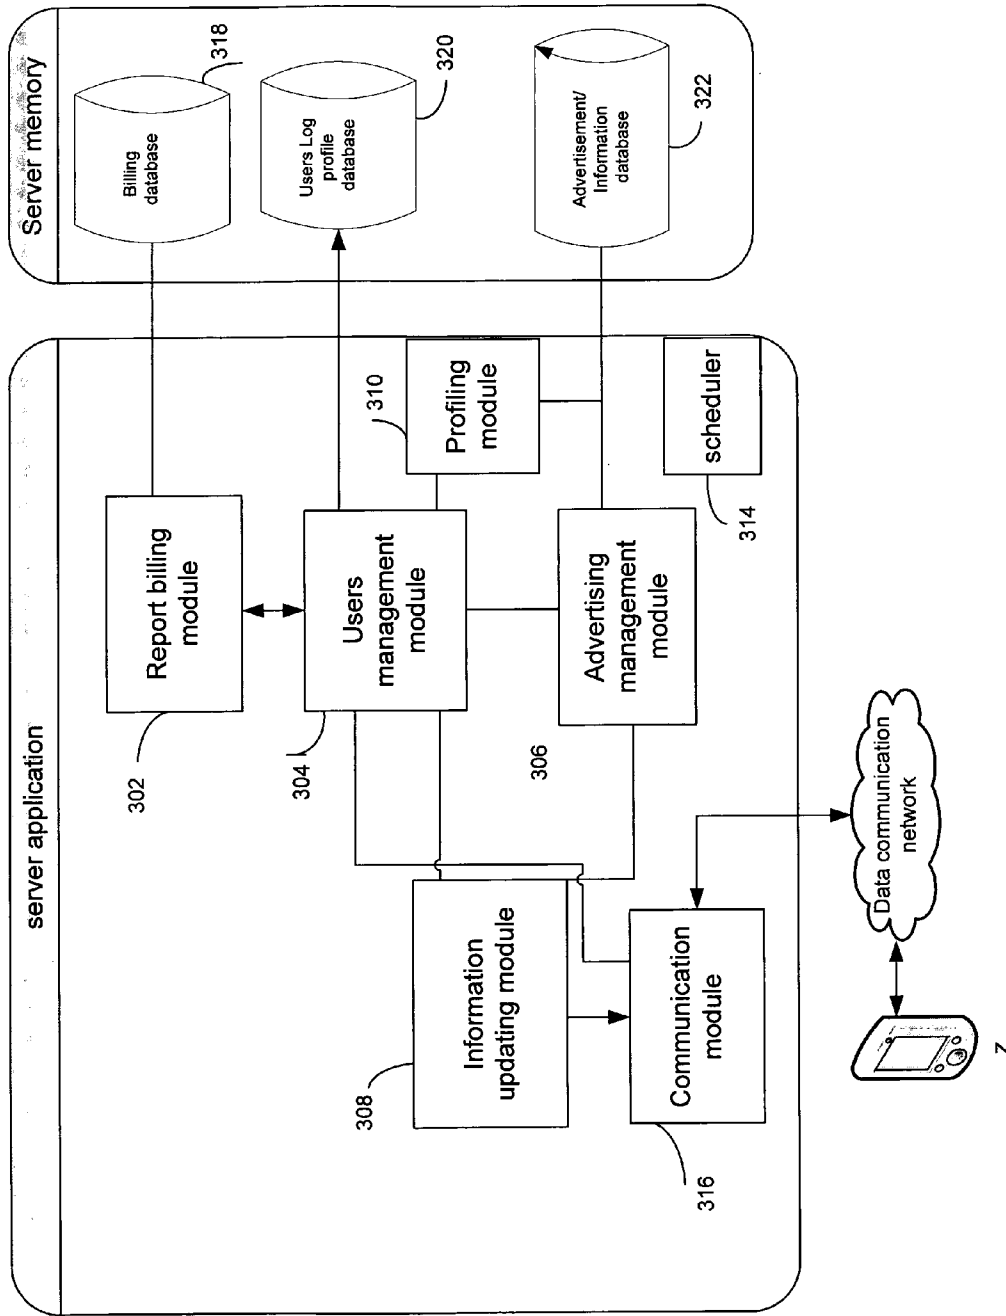 server application
Report billing
module
302
Users
management
module
304
Profiling
module
310
Advertising
management
module
306
scheduler
314
Information
updating module
308
Communication
module
316
Server memory
Billing
database
318
Users Log
profile
database
320
Advertisement/
Information
database
322
Data communication
network
Z